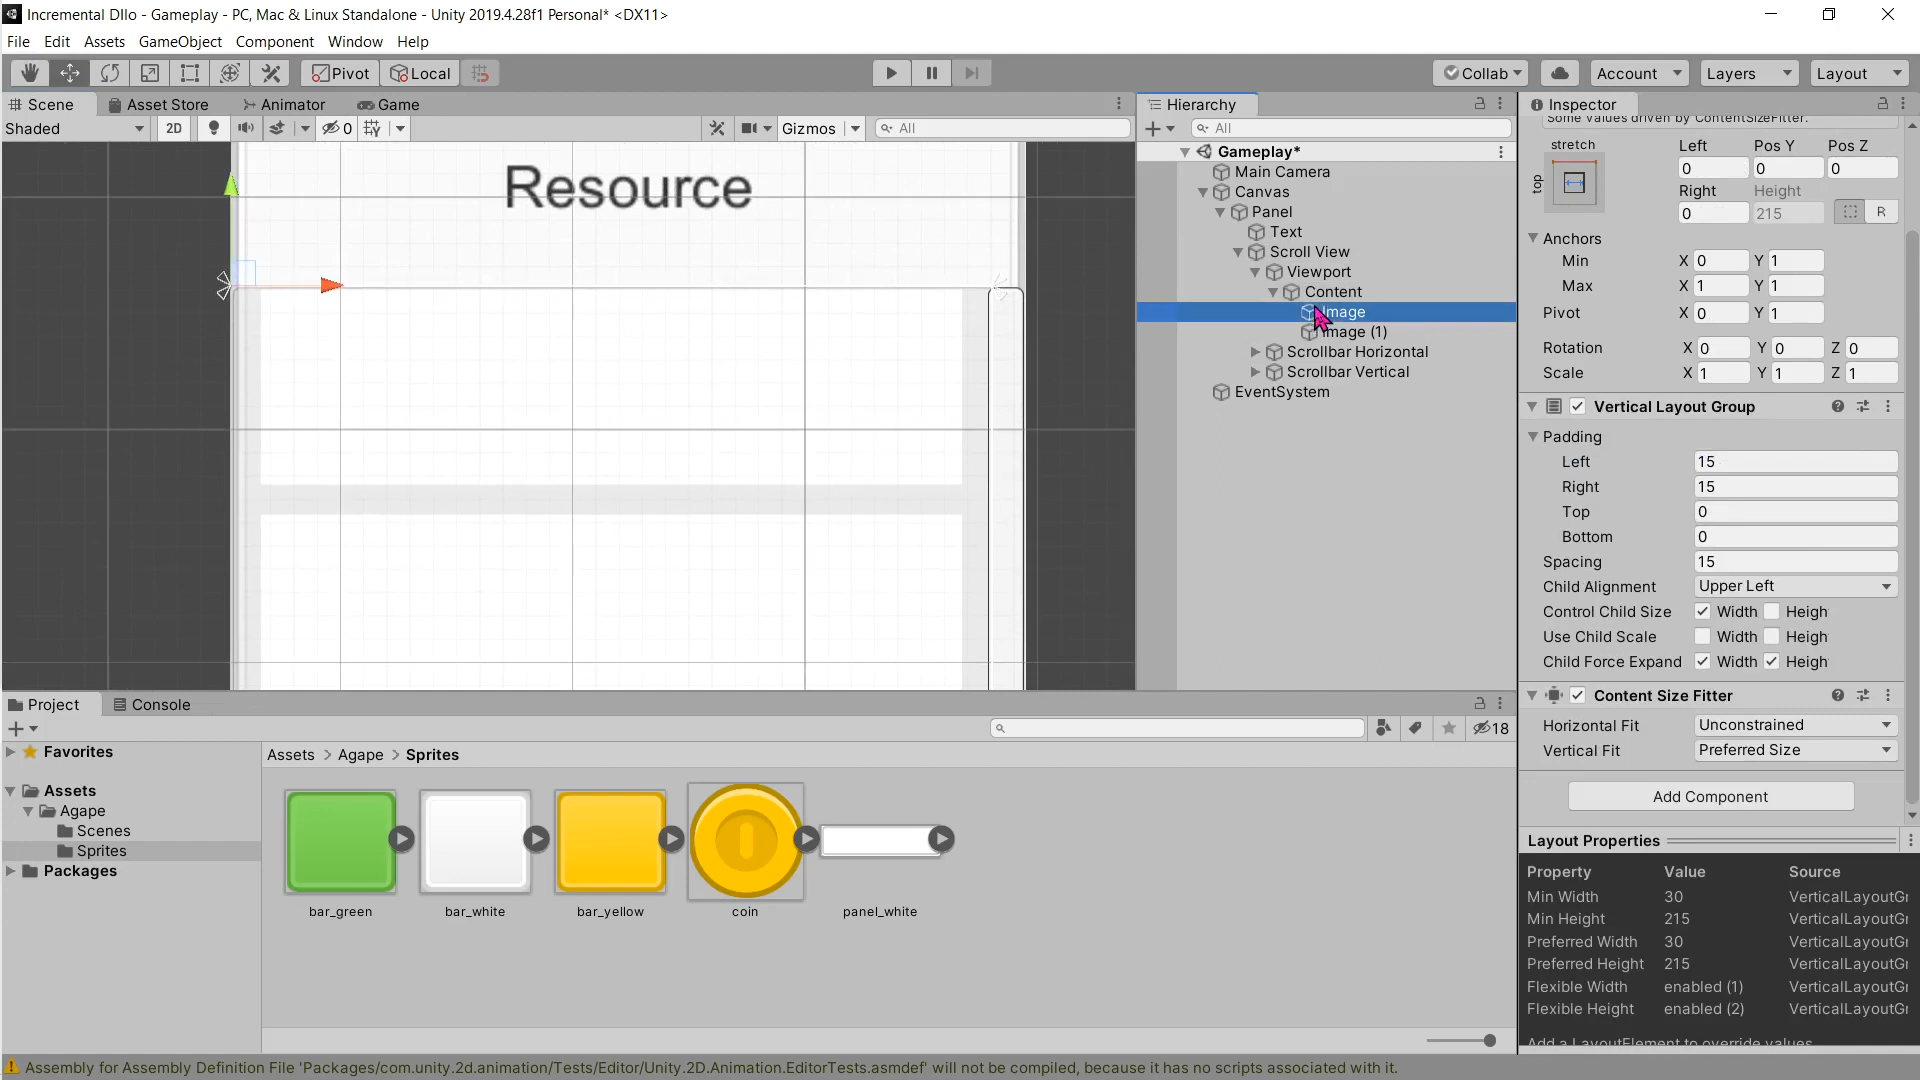 Incremental DIlo - Gameplay - PC, Mac & Linux Standalone - Unity 2019.4.28f1 Personal* <DX11>
File Edit Assets GameObject Component Window Help
Pivot Local Collab Account Layers Layout
Scene Asset Store Animator Game
Shaded 2D 0 Gizmos All
Resource
Hierarchy
All
Gameplay*
Main Camera
Canvas
Panel
Text
Scroll View
Viewport
Content
Image
Image (1)
Scrollbar Horizontal
Scrollbar Vertical
EventSystem
Inspector
Some values driven by ContentSizeFitter.
stretch Left Pos Y Pos Z
top 0 0 0
Right Height
0 215 R
Anchors
Min X 0 Y 1
Max X 1 Y 1
Pivot X 0 Y 1
Rotation X 0 Y 0 Z 0
Scale X 1 Y 1 Z 1
Vertical Layout Group
Padding
Left 15
Right 15
Top 0
Bottom 0
Spacing 15
Child Alignment Upper Left
Control Child Size Width Heigh
Use Child Scale Width Heigh
Child Force Expand Width Heigh
Content Size Fitter
Horizontal Fit Unconstrained
Vertical Fit Preferred Size
Add Component
Layout Properties
Property Value Source
Min Width 30 VerticalLayoutGr
Min Height 215 VerticalLayoutGr
Preferred Width 30 VerticalLayoutGr
Preferred Height 215 VerticalLayoutGr
Flexible Width enabled (1) VerticalLayoutGr
Flexible Height enabled (2) VerticalLayoutGr
Add a LayoutElement to override values.
Project Console
18
Favorites
Assets
Agape
Scenes
Sprites
Packages
Assets > Agape > Sprites
bar_green bar_white bar_yellow coin panel_white
Assembly for Assembly Definition File 'Packages/com.unity.2d.animation/Tests/Editor/Unity.2D.Animation.EditorTests.asmdef' will not be compiled, because it has no scripts associated with it.